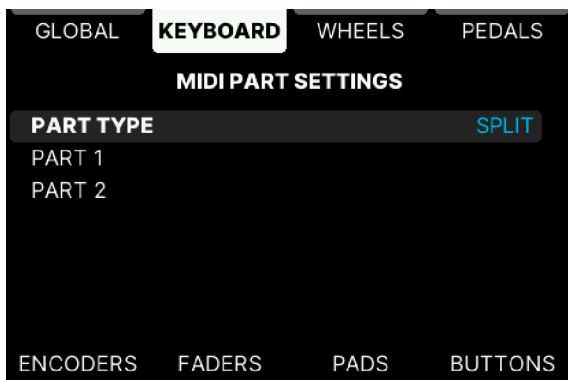 GLOBAL KEYBOARD WHEELS PEDALS
MIDI PART SETTINGS
PART TYPE SPLIT
PART 1
PART 2
ENCODERS FADERS PADS BUTTONS